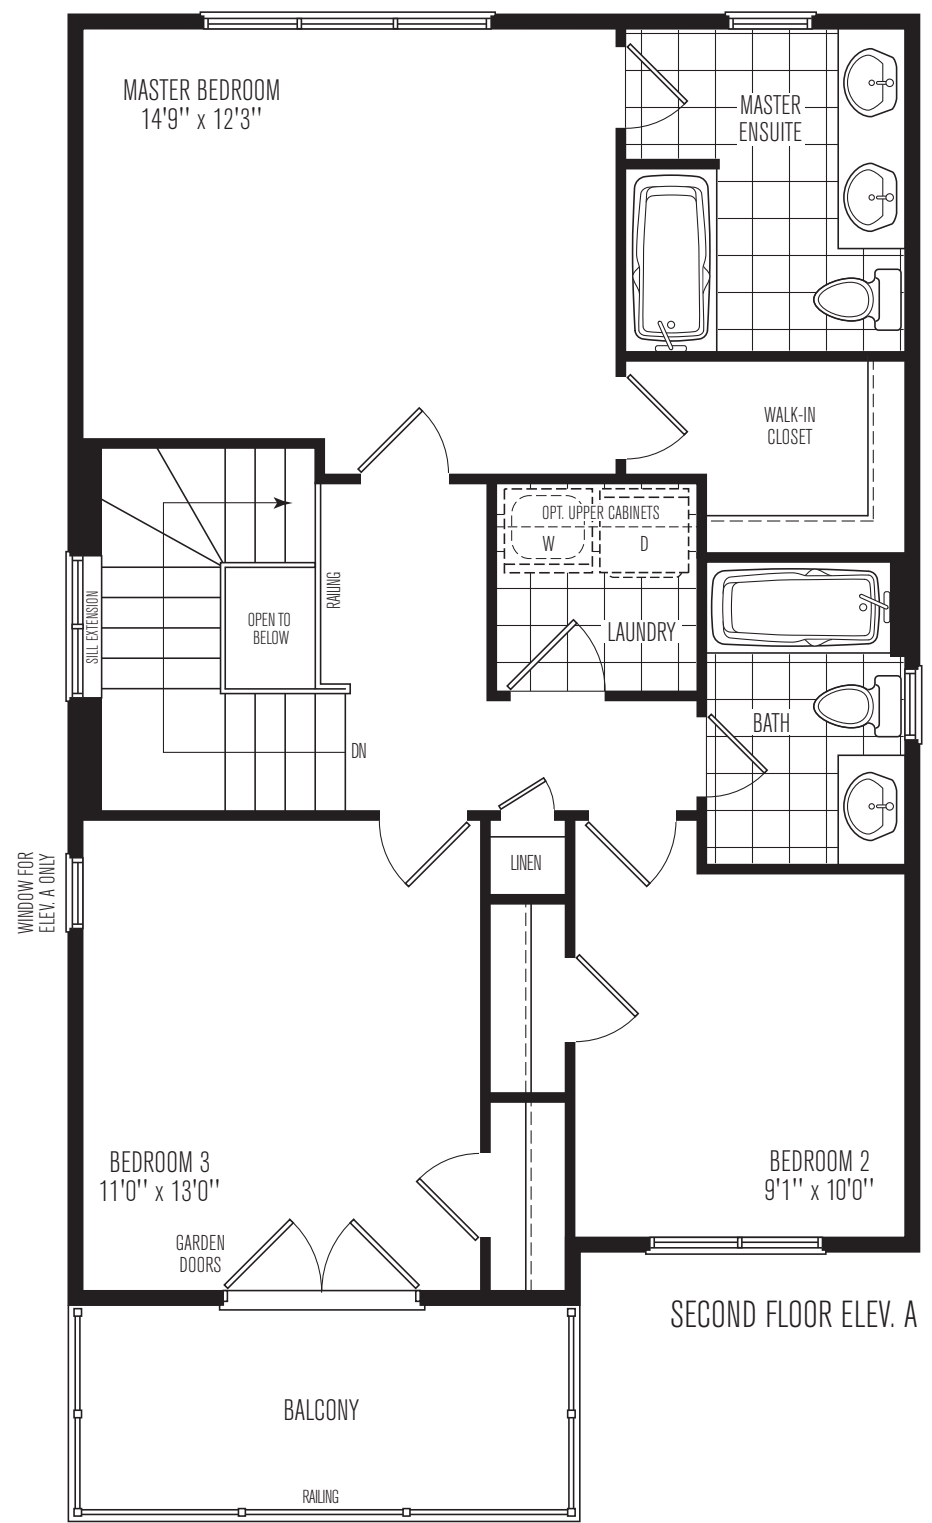 MASTER BEDROOM
14'9" x 12'3"
MASTER
ENSUITE
WALK-IN
CLOSET
OPT. UPPER CABINETS
W
D
LAUNDRY
RAILING
OPEN TO
BELOW
SILL EXTENSION
DN
BATH
WINDOW FOR
ELEV. A ONLY
LINEN
BEDROOM 3
11'0" x 13'0"
BEDROOM 2
9'1" x 10'0"
GARDEN
DOORS
SECOND FLOOR ELEV. A
BALCONY
RAILING